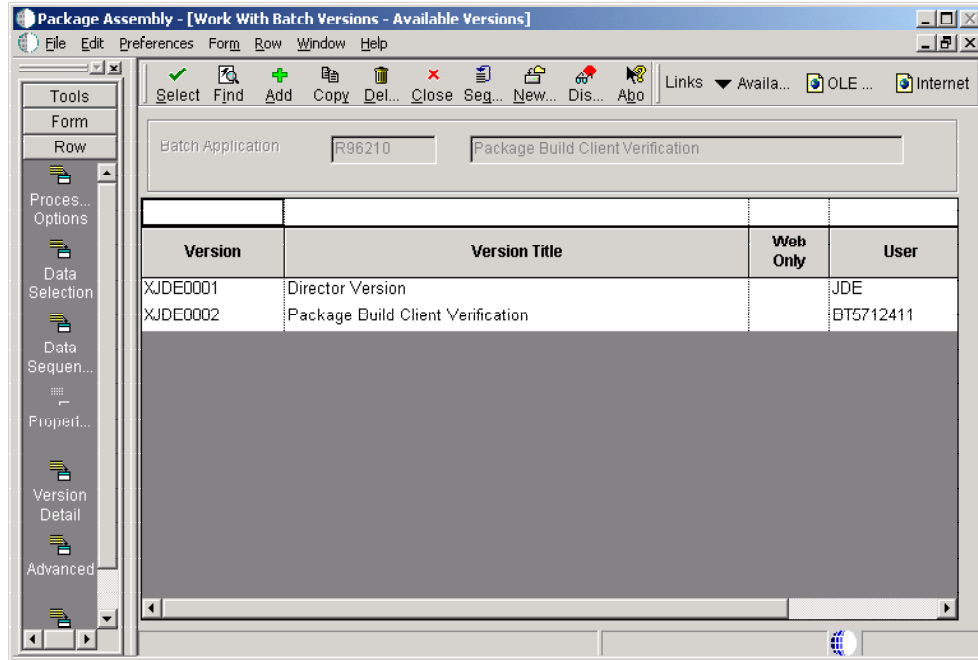 Package Assembly - [Work With Batch Versions - Available Versions]
File Edit Preferences Form Row Window Help
Select Find Add Copy Del... Close Seq... New... Dis... Abo Links Availa... OLE ... Internet
Tools
Form
Row
Proces...
Options
Data
Selection
Data
Sequen...
Properi...
Version
Detail
Advanced
Batch Application R96210 Package Build Client Verification
Version Version Title Web Only User
XJDE0001 Director Version JDE
XJDE0002 Package Build Client Verification BT5712411